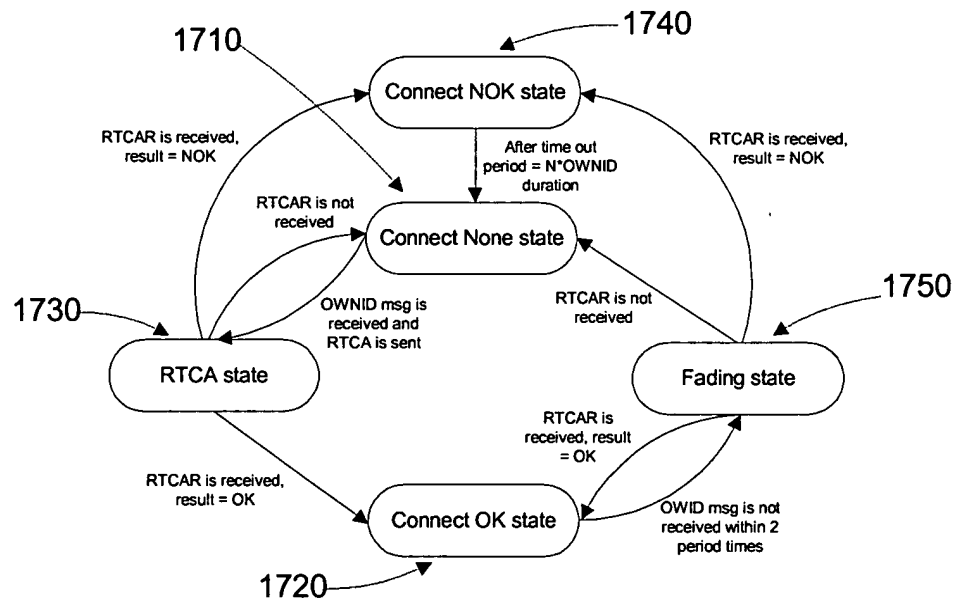 1740
1710
Connect NOK state
RTCAR is received,
result = NOK
After time out
period = N*OWNID
duration
RTCAR is received,
result = NOK
RTCAR is not
received
Connect None state
1730
OWNID msg is
received and
RTCA is sent
RTCAR is not
received
1750
RTCA state
Fading state
RTCAR is
received, result
= OK
RTCAR is received,
result = OK
Connect OK state
OWID msg is not
received within 2
period times
1720